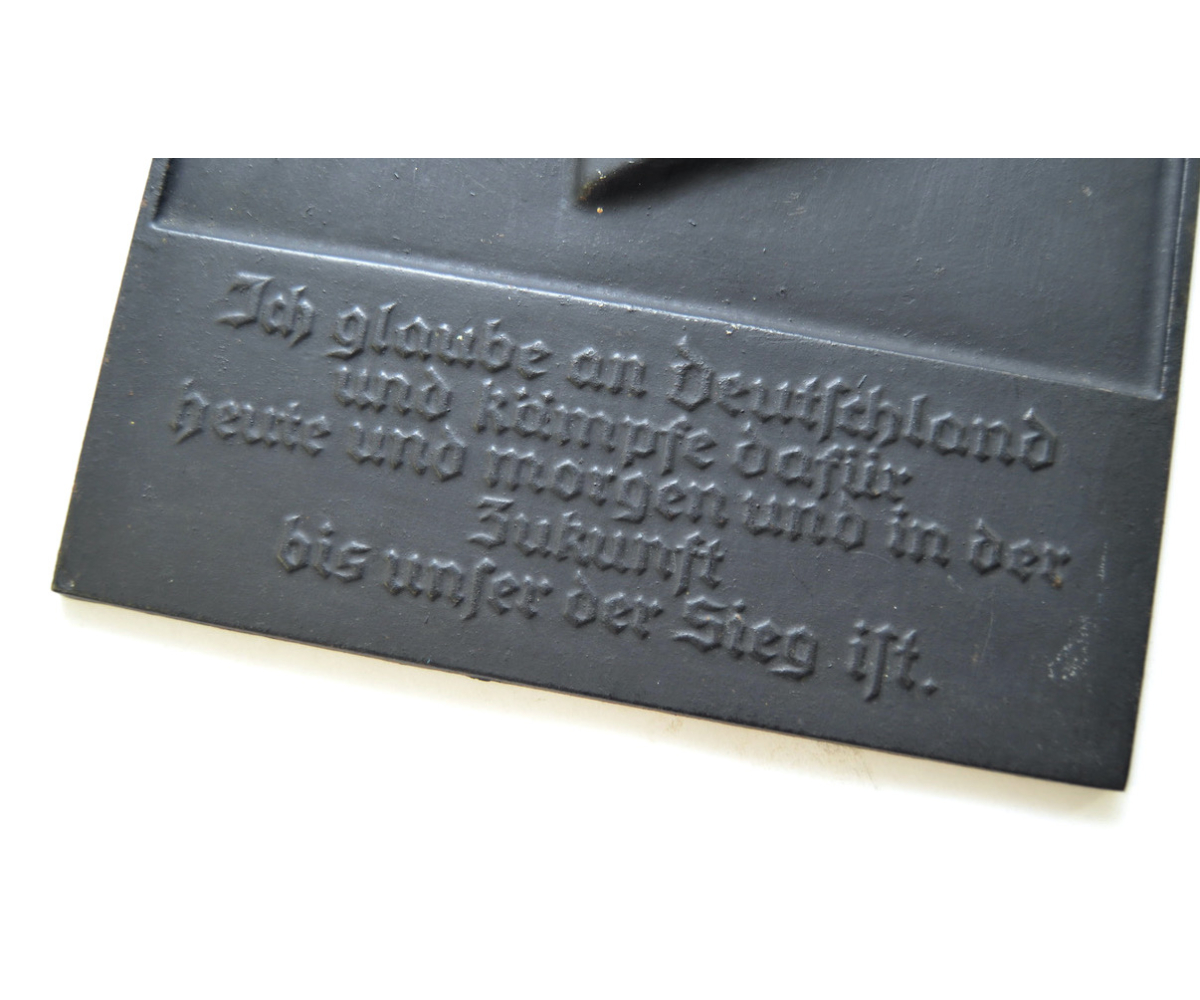 Ich glaube an Deutſchland
und kämpfe dafür
heute und morgen und in der
Zukunft
bis unſer der Sieg iſt.